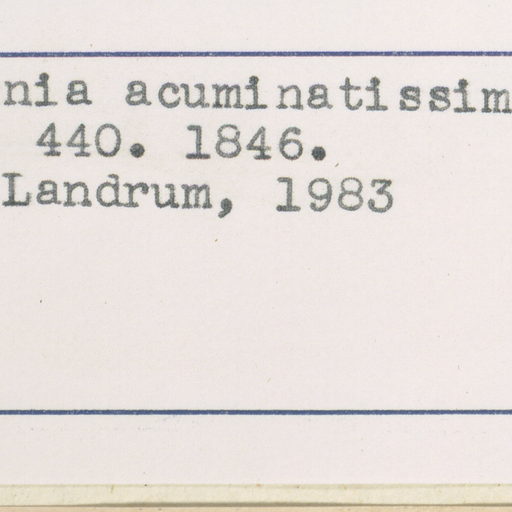 nia acuminatissim
440. 1846.
Landrum, 1983